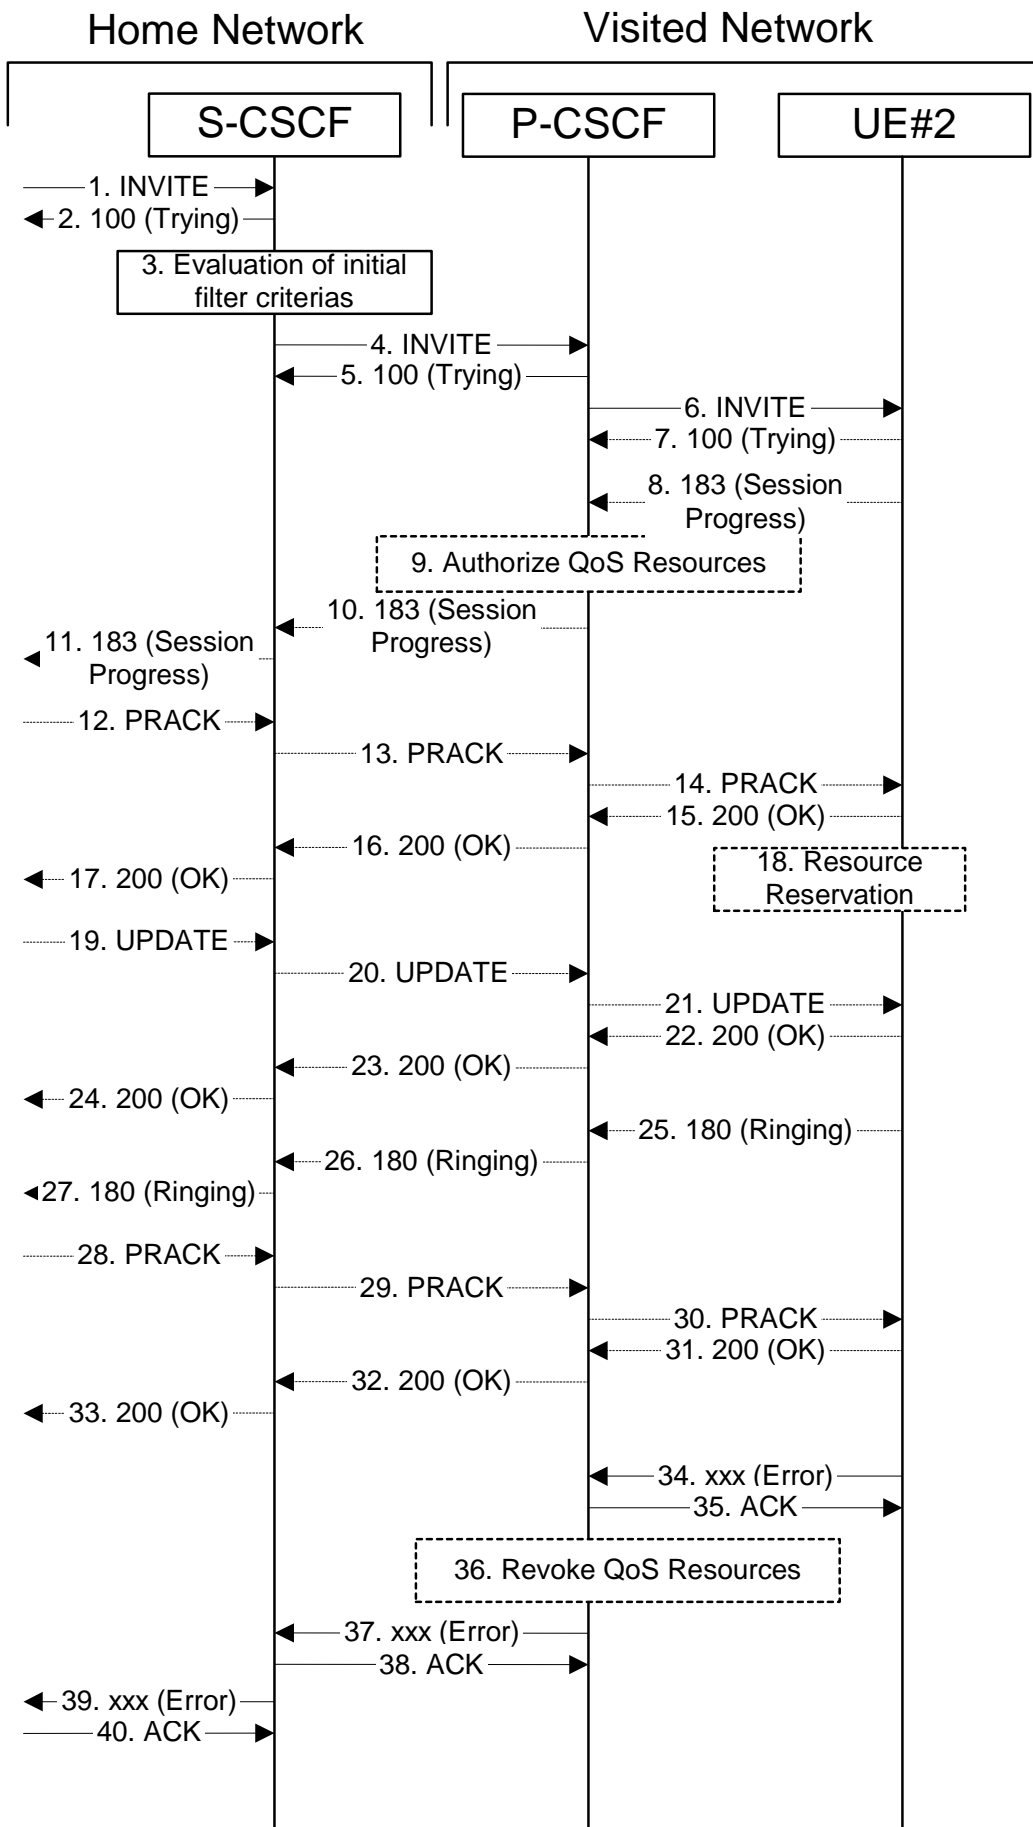 Home Network
Visited Network
S-CSCF
P-CSCF
UE#2
1. INVITE
2. 100 (Trying)
3. Evaluation of initial
filter criterias
4. INVITE
5. 100 (Trying)
6. INVITE
7. 100 (Trying)
8. 183 (Session
Progress)
9. Authorize QoS Resources
10. 183 (Session
Progress)
11. 183 (Session
Progress)
12. PRACK
13. PRACK
14. PRACK
15. 200 (OK)
16. 200 (OK)
17. 200 (OK)
18. Resource
Reservation
19. UPDATE
20. UPDATE
21. UPDATE
22. 200 (OK)
23. 200 (OK)
24. 200 (OK)
25. 180 (Ringing)
26. 180 (Ringing)
27. 180 (Ringing)
28. PRACK
29. PRACK
30. PRACK
31. 200 (OK)
32. 200 (OK)
33. 200 (OK)
34. xxx (Error)
35. ACK
36. Revoke QoS Resources
37. xxx (Error)
38. ACK
39. xxx (Error)
40. ACK